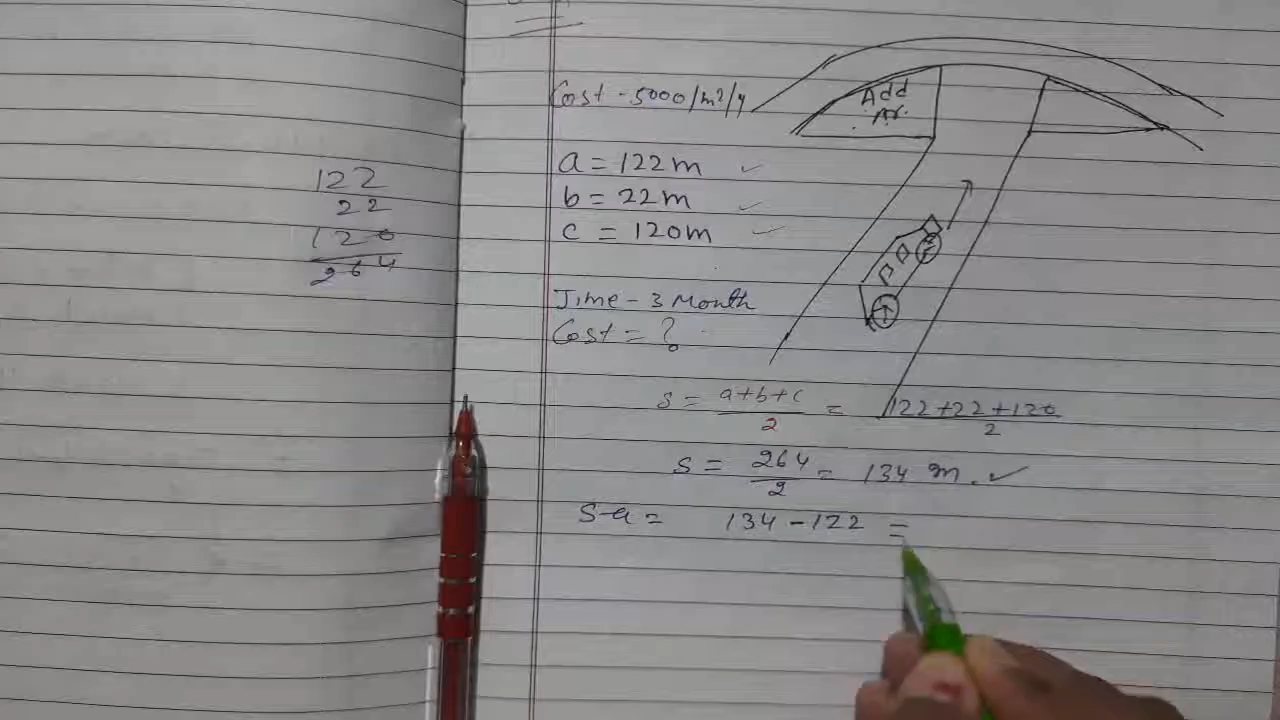 122
22
120
264
Cost - 5000/m2/y
Add
Ar.
a = 122m ✓
b = 22m ✓
c = 120m ✓
Time - 3 Month
Cost = ?
s = a+b+c/2 = 122+22+120/2
s = 264/2 = 134 m. ✓
s-a = 134 - 122 =